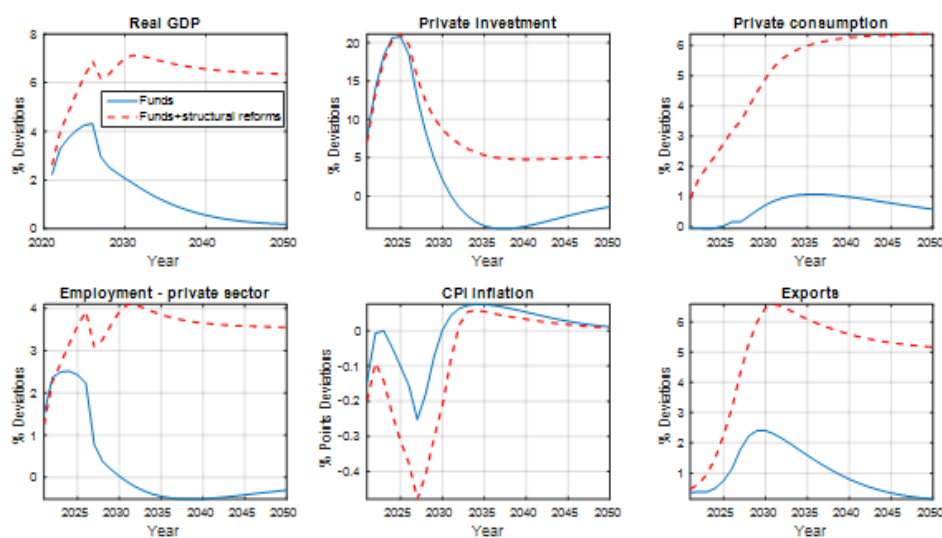 Real GDP
8
6
4
2
0
% Deviations
Funds
Funds+structural reforms
2020 2030 2040 2050
Year
Private investment
20
15
10
5
0
% Deviations
2025 2030 2035 2040 2045 2050
Year
Private consumption
6
5
4
3
2
1
0
% Deviations
2025 2030 2035 2040 2045 2050
Year
Employment - private sector
4
3
2
1
0
% Deviations
2025 2030 2035 2040 2045 2050
Year
CPI Inflation
0
-0.1
-0.2
-0.3
-0.4
% Points Deviations
2025 2030 2035 2040 2045 2050
Year
Exports
6
5
4
3
2
1
% Deviations
2025 2030 2035 2040 2045 2050
Year